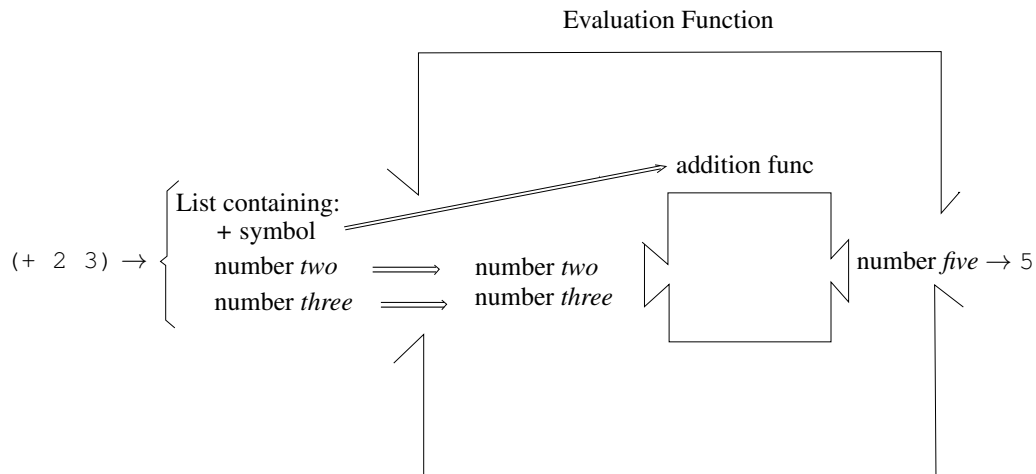 Evaluation Function
addition func
List containing:
+ symbol
(+ 2 3) →
number two
number three
number two
number three
number five → 5